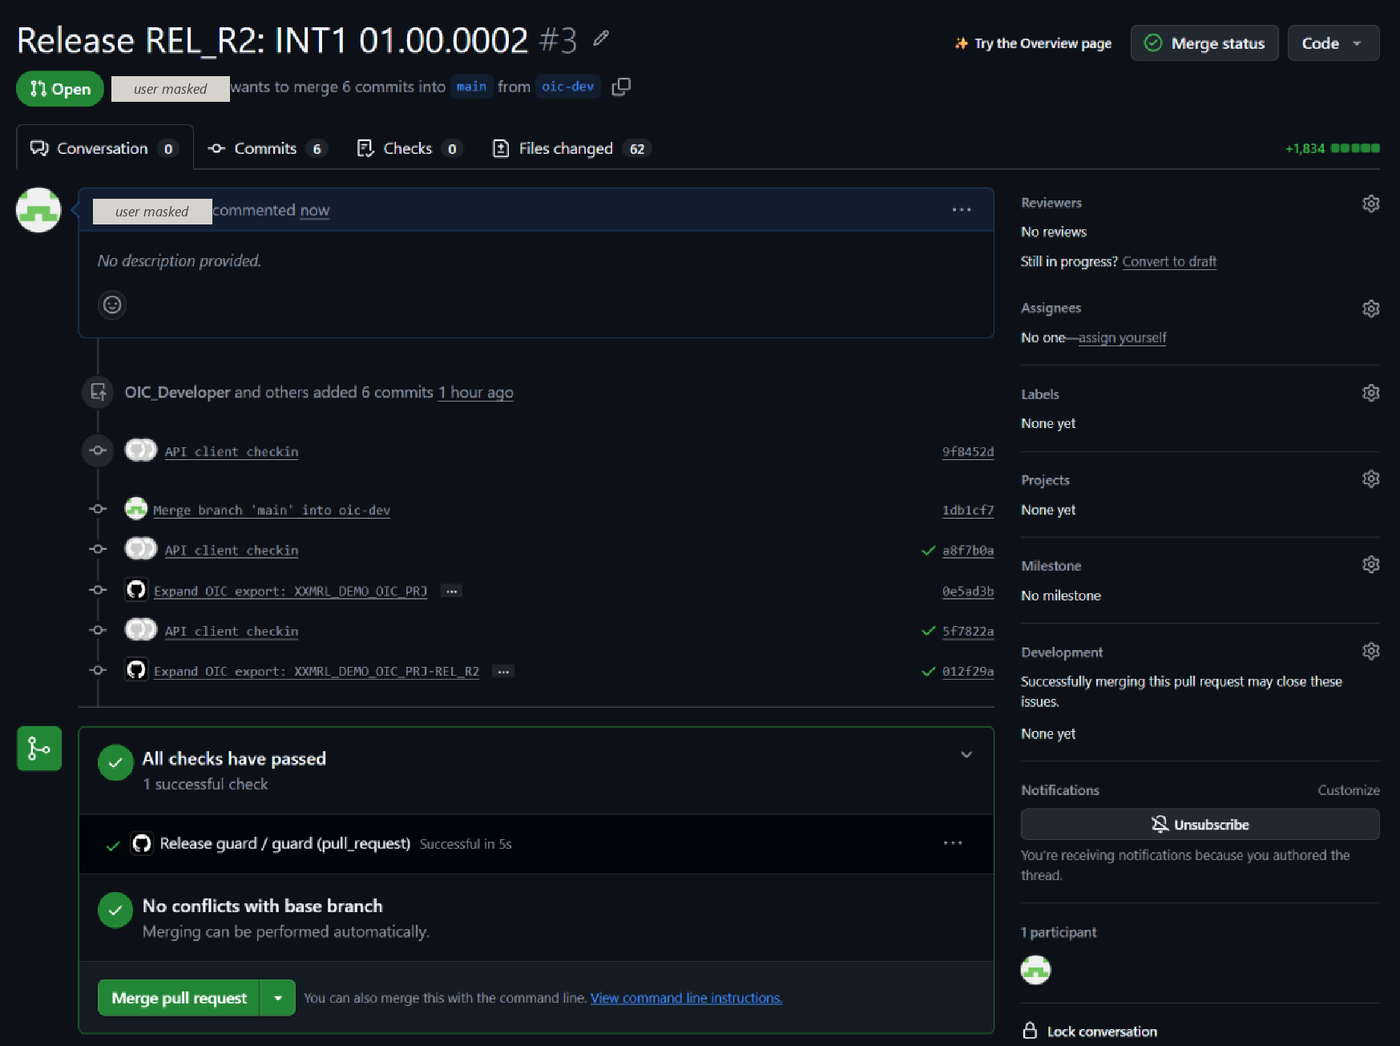 Release REL_R2: INT1 01.00.0002 #3
Try the Overview page
Merge status
Code
Open
user masked wants to merge 6 commits into main from oic-dev
Conversation 0
Commits 6
Checks 0
Files changed 62
+1,834
user masked commented now
No description provided.
OIC_Developer and others added 6 commits 1 hour ago
API client checkin 9f8452d
Merge branch 'main' into oic-dev 1db1cf7
API client checkin a8f7b0a
Expand OIC export: XXMRL_DEMO_OIC_PRJ ... 0e5ad3b
API client checkin 5f7822a
Expand OIC export: XXMRL_DEMO_OIC_PRJ-REL_R2 ... 012f29a
All checks have passed
1 successful check
Release guard / guard (pull_request) Successful in 5s
No conflicts with base branch
Merging can be performed automatically.
Merge pull request
You can also merge this with the command line. View command line instructions.
Reviewers
No reviews
Still in progress? Convert to draft
Assignees
No one—assign yourself
Labels
None yet
Projects
None yet
Milestone
No milestone
Development
Successfully merging this pull request may close these
issues.
None yet
Notifications
Customize
Unsubscribe
You're receiving notifications because you authored the
thread.
1 participant
Lock conversation